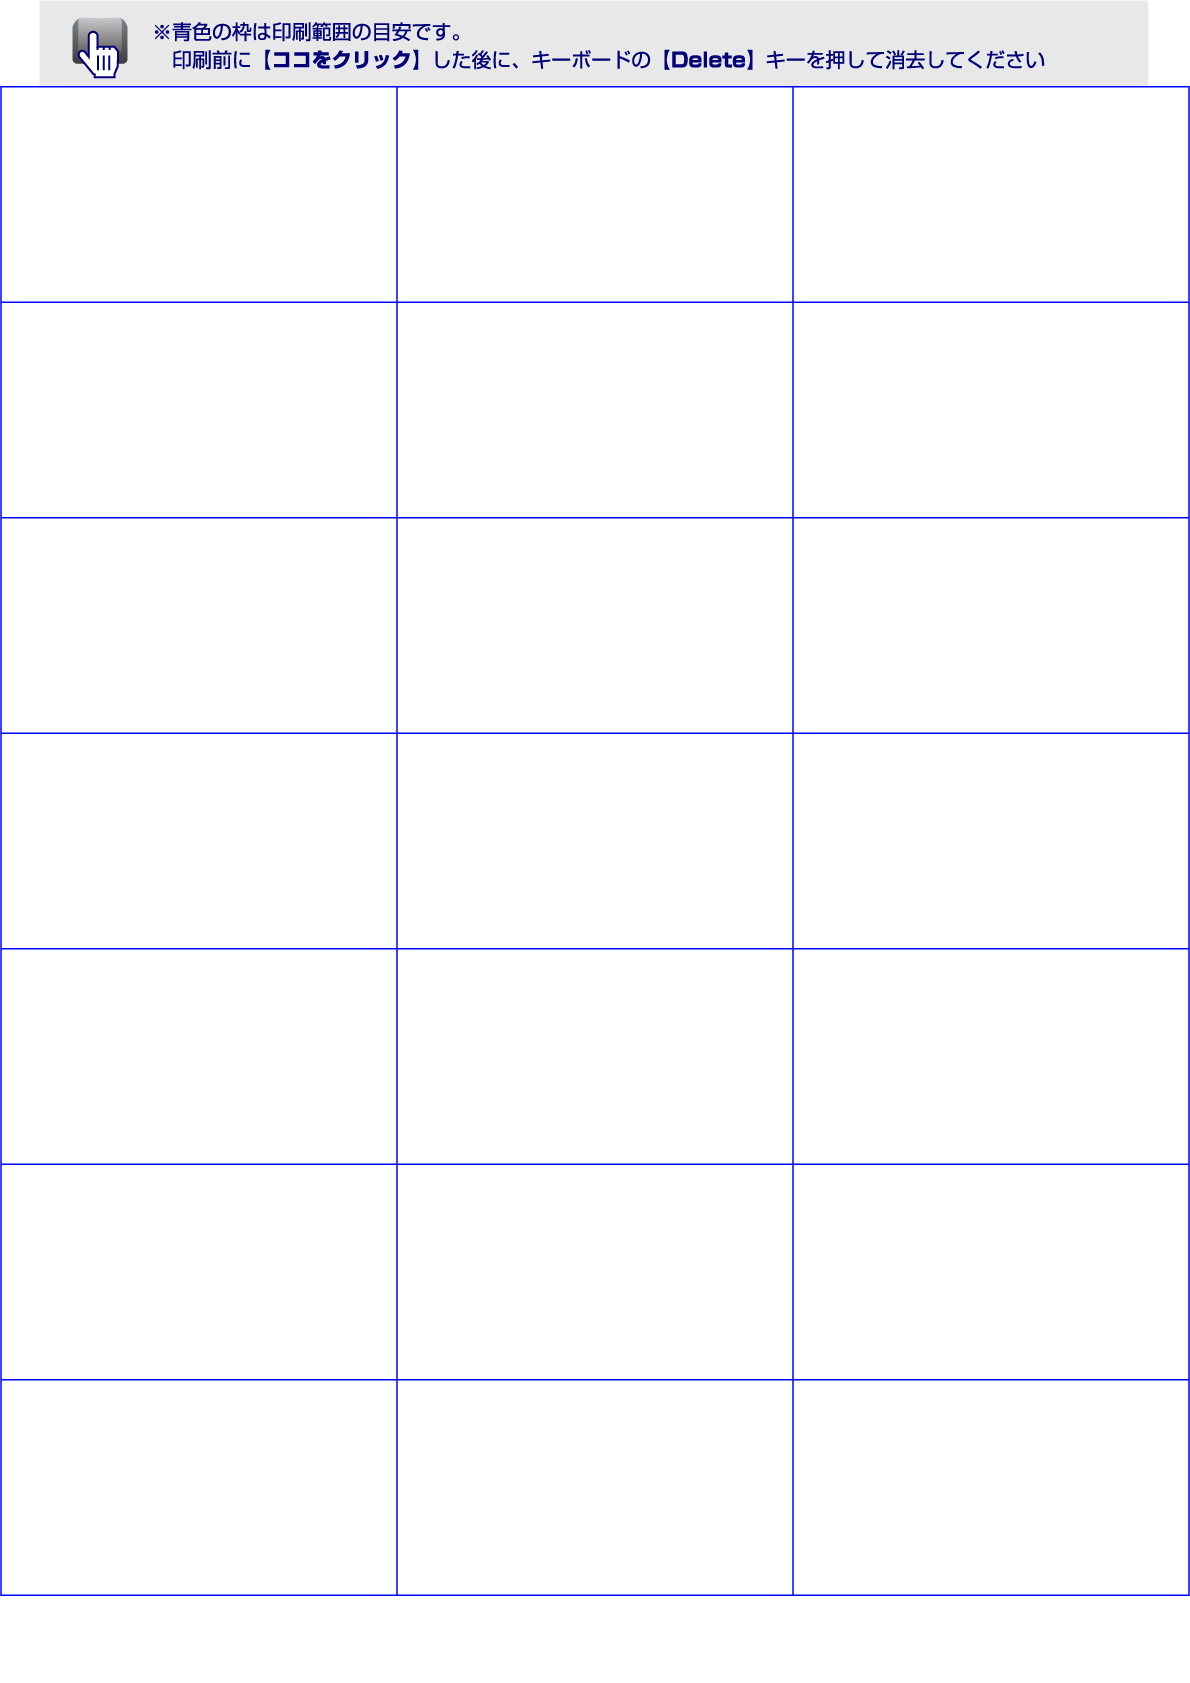 ※青色の枠は印刷範囲の目安です。
印刷前に【ココをクリック】した後に、キーボードの【Delete】キーを押して消去してください